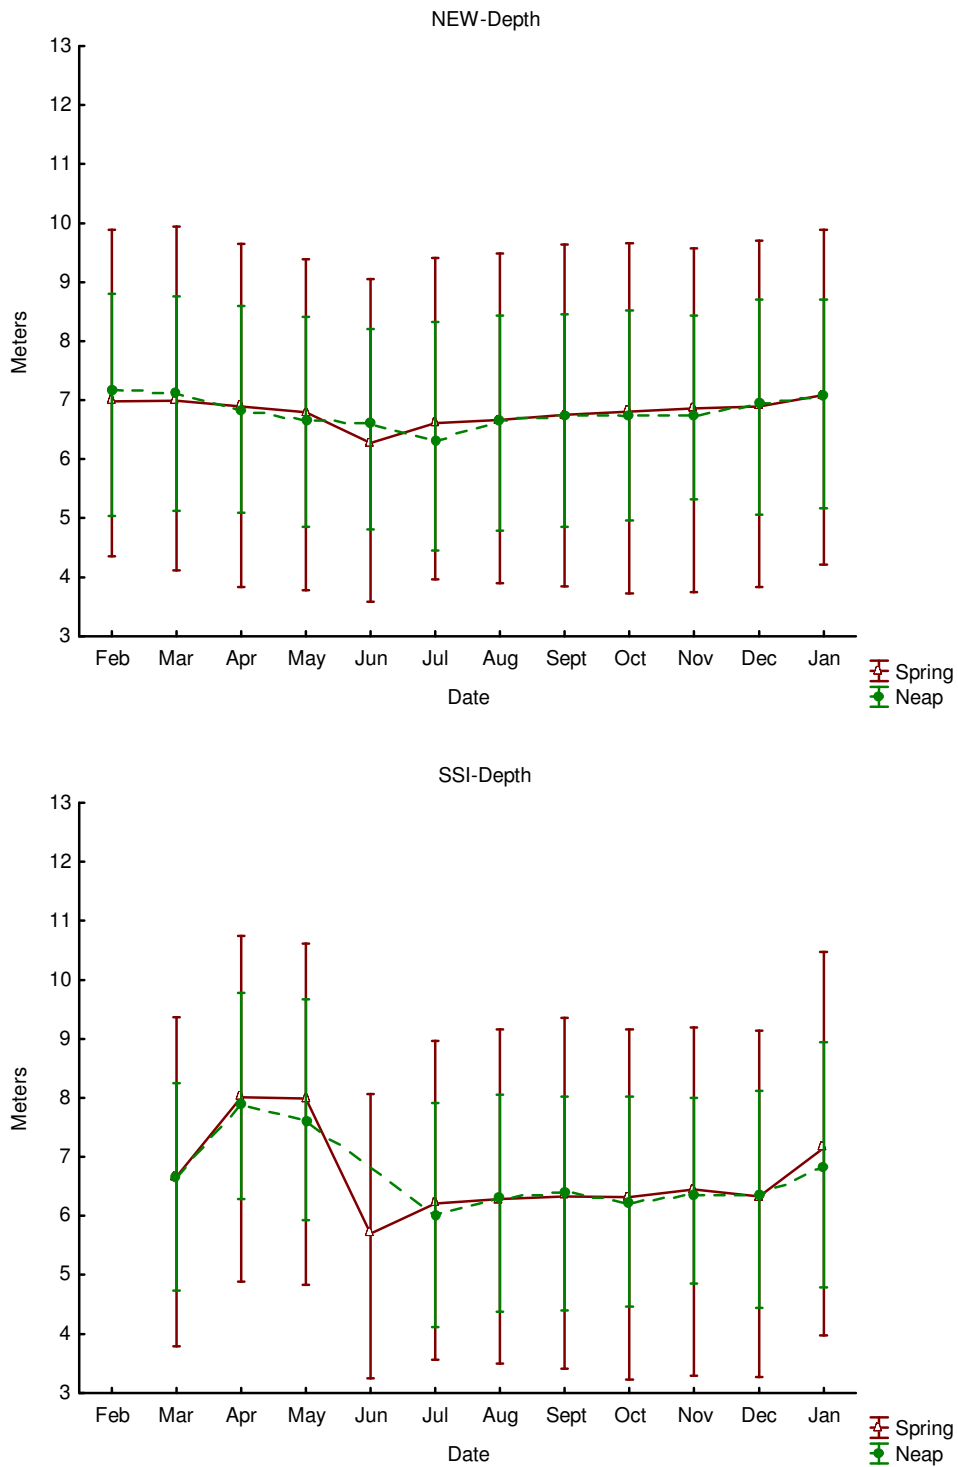 NEW-Depth
13
12
11
10
9
8
7
6
5
4
3
Meters
Feb Mar Apr May Jun Jul Aug Sept Oct Nov Dec Jan
Date
Spring
Neap
SSI-Depth
13
12
11
10
9
8
7
6
5
4
3
Meters
Feb Mar Apr May Jun Jul Aug Sept Oct Nov Dec Jan
Date
Spring
Neap